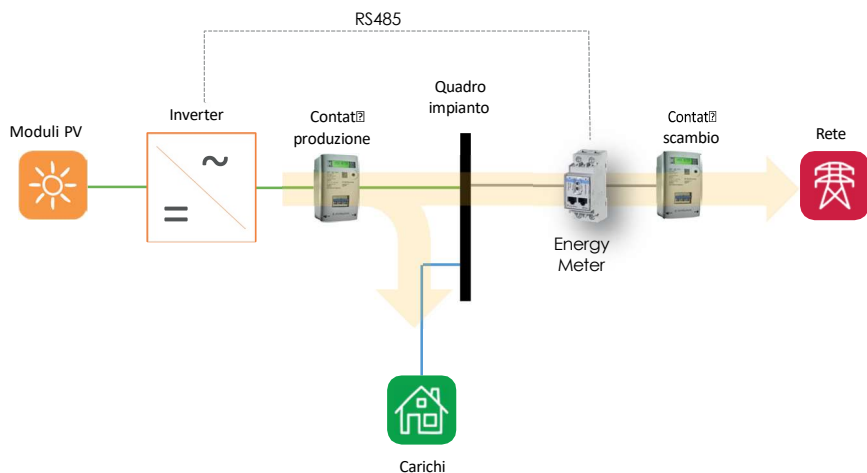 RS485
Quadro
impianto
Inverter
Contat
produzione
Contat
scambio
Moduli PV
Rete
Energy
Meter
Carichi